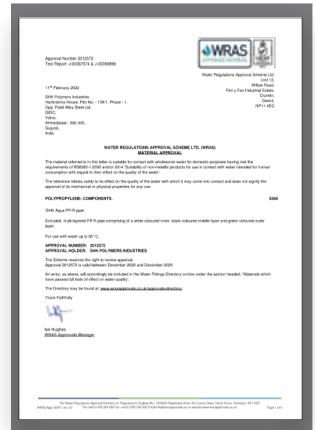 Approval Number 2012572
WRAS
APPROVED MATERIAL
11th February 2022
Water Regulations Approval Scheme Ltd.
Unit 13,
Willow Road,
Pen y Fan Industrial Estate
Crumlin,
Gwent,
NP11 4EG
SHK Polymers Industries
Opp. Patel Alloy Steel Ltd
GIDC,
Vatva,
Ahmedabad - 382 445,
Gujarat,
India
WATER REGULATIONS APPROVAL SCHEME LTD. (WRAS)
MATERIAL APPROVAL
The material referred to in this letter is suitable for contact with wholesome water for domestic purposes having met the
requirements of BS6920-1:2000 and/or 2014 'Suitability of non-metallic products for use in contact with water intended for human
consumption with regard to their effect on the quality of the water'.
The reference relates solely to its effect on the quality of the water with which it may come into contact and does not signify the
approval of its mechanical or physical properties for any use.
POLYPROPYLENE- COMPONENTS.
'SHK Aqua PP-R pipes'.
Extruded, multi-layered PP-R pipe comprising of a white coloured inner, black coloured middle layer and green coloured outer
layer.
For use with water up to 85°C.
APPROVAL NUMBER: 2012572
APPROVAL HOLDER: SHK POLYMERS INDUSTRIES
The Scheme reserves the right to review approval.
Approval 2012572 is valid between December 2020 and December 2025
An entry, as above, will accordingly be included in the Water Fittings Directory on-line under the section headed, "Materials which
have passed full tests of effect on water quality".
The Directory may be found at: www.wrasapprovals.co.uk/approvals-directory
Yours Faithfully
Ian Hughes
WRAS Approvals Manager